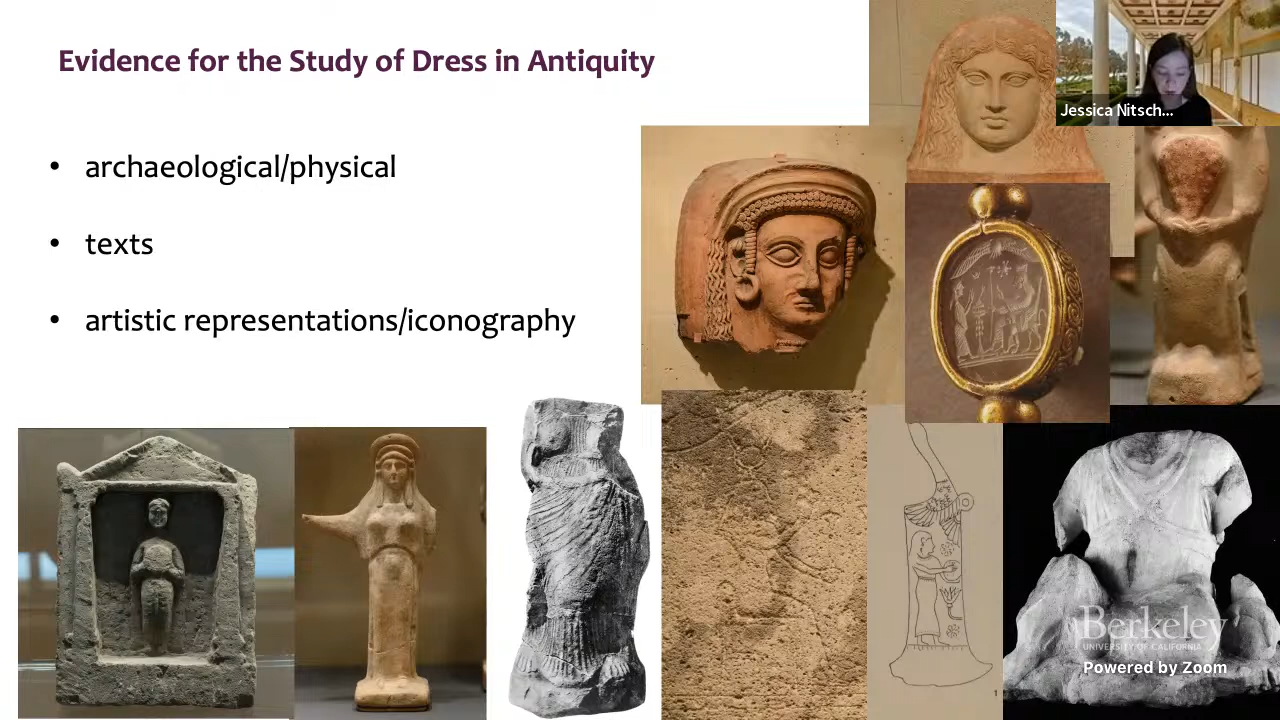 Evidence for the Study of Dress in Antiquity
Jessica Nitsch...
• archaeological/physical
• texts
• artistic representations/iconography
Berkeley
UNIVERSITY OF CALIFORNIA
Powered by Zoom
1